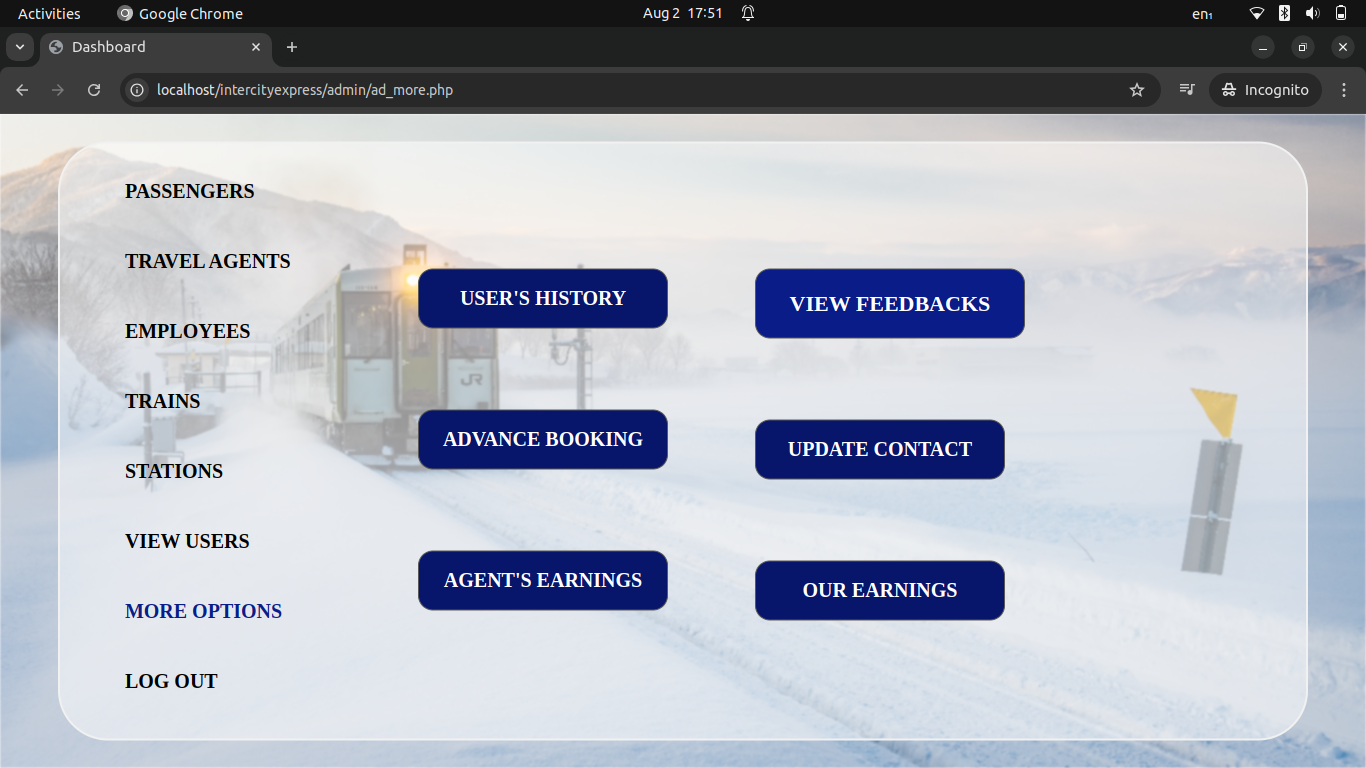 Activities
Google Chrome
Aug 2 17:51
en₁
Dashboard
localhost/intercityexpress/admin/ad_more.php
Incognito
PASSENGERS
TRAVEL AGENTS
EMPLOYEES
TRAINS
STATIONS
VIEW USERS
MORE OPTIONS
LOG OUT
USER'S HISTORY
VIEW FEEDBACKS
ADVANCE BOOKING
UPDATE CONTACT
AGENT'S EARNINGS
OUR EARNINGS
JR